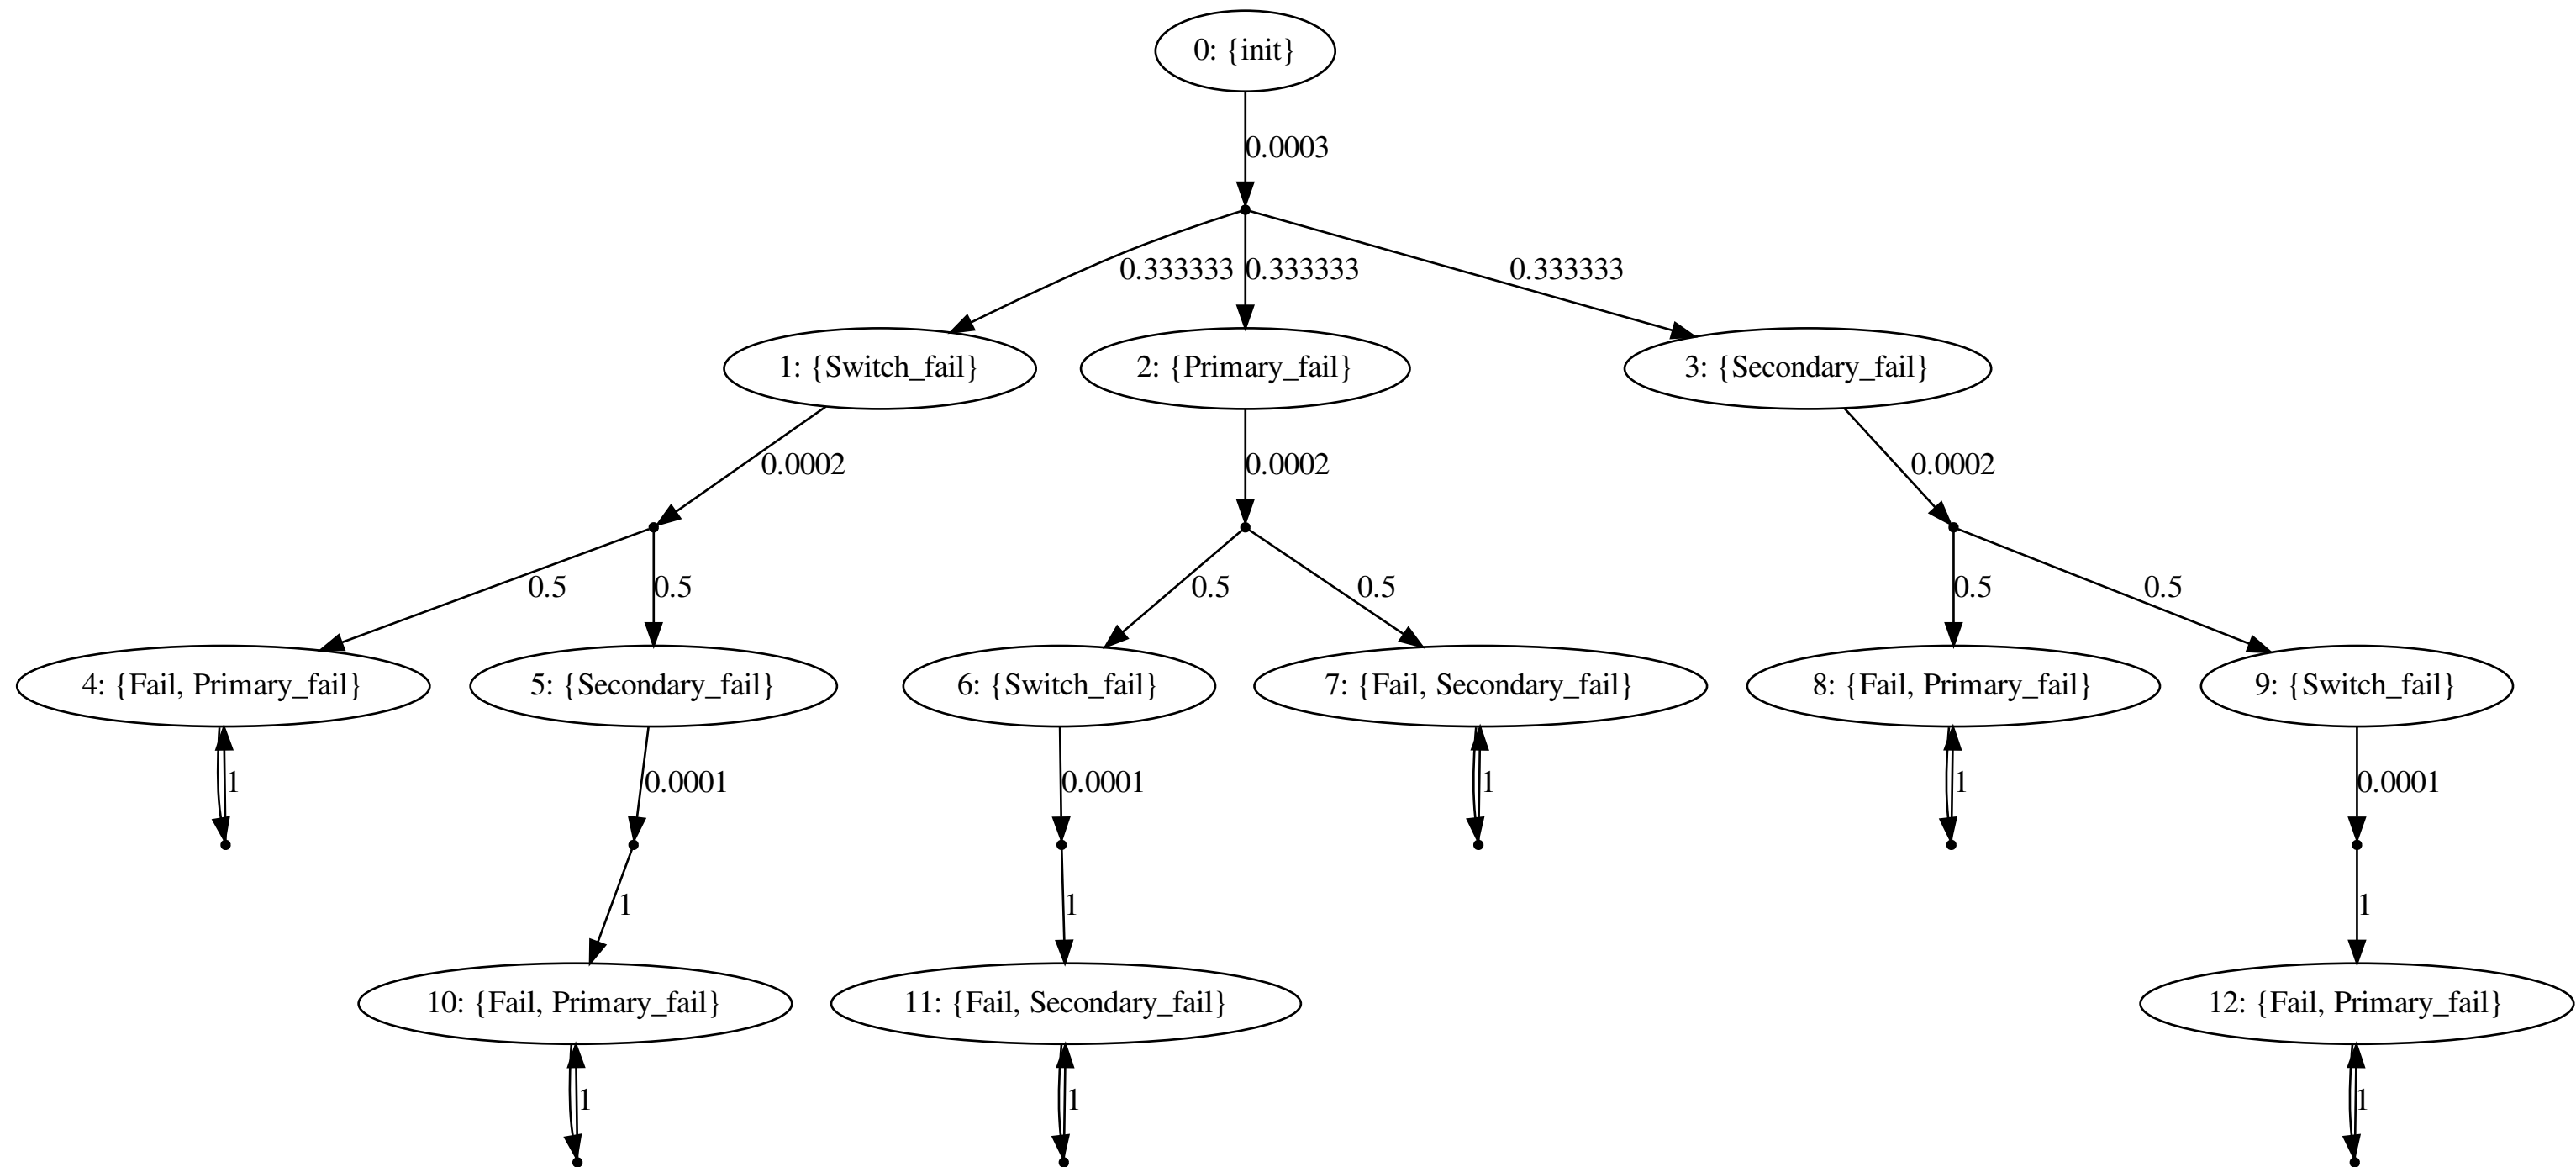 0: {init}
0.0003
0.333333
0.333333
0.333333
1: {Switch_fail}
2: {Primary_fail}
3: {Secondary_fail}
0.0002
0.0002
0.0002
0.5
0.5
0.5
0.5
0.5
0.5
4: {Fail, Primary_fail}
5: {Secondary_fail}
6: {Switch_fail}
7: {Fail, Secondary_fail}
8: {Fail, Primary_fail}
9: {Switch_fail}
1
0.0001
0.0001
1
1
0.0001
1
1
1
10: {Fail, Primary_fail}
11: {Fail, Secondary_fail}
12: {Fail, Primary_fail}
1
1
1